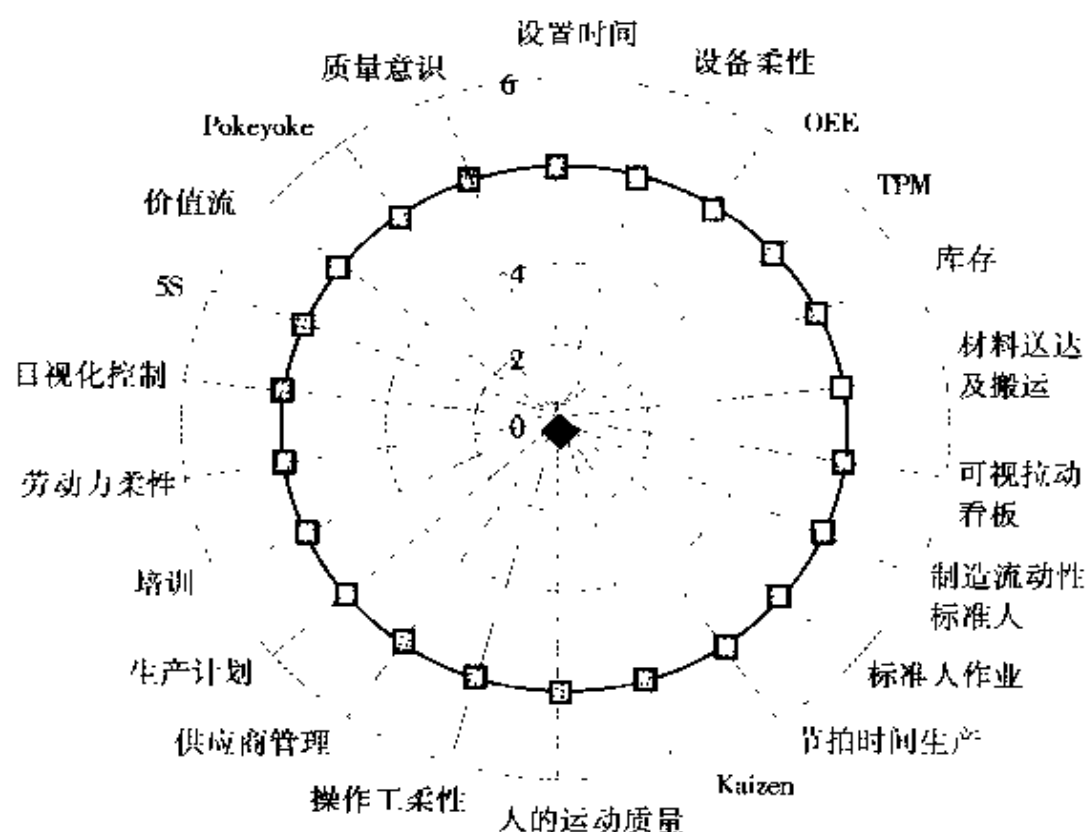 设置时间
设备柔性
OEE
TPM
库存
材料送达
及搬运
可视拉动
看板
制造流动性
标准人
标准人作业
节拍时间生产
Kaizen
人的运动质量
操作工柔性
供应商管理
生产计划
培训
劳动力柔性
目视化控制
5S
价值流
Pokeyoke
质量意识
6
4
2
0